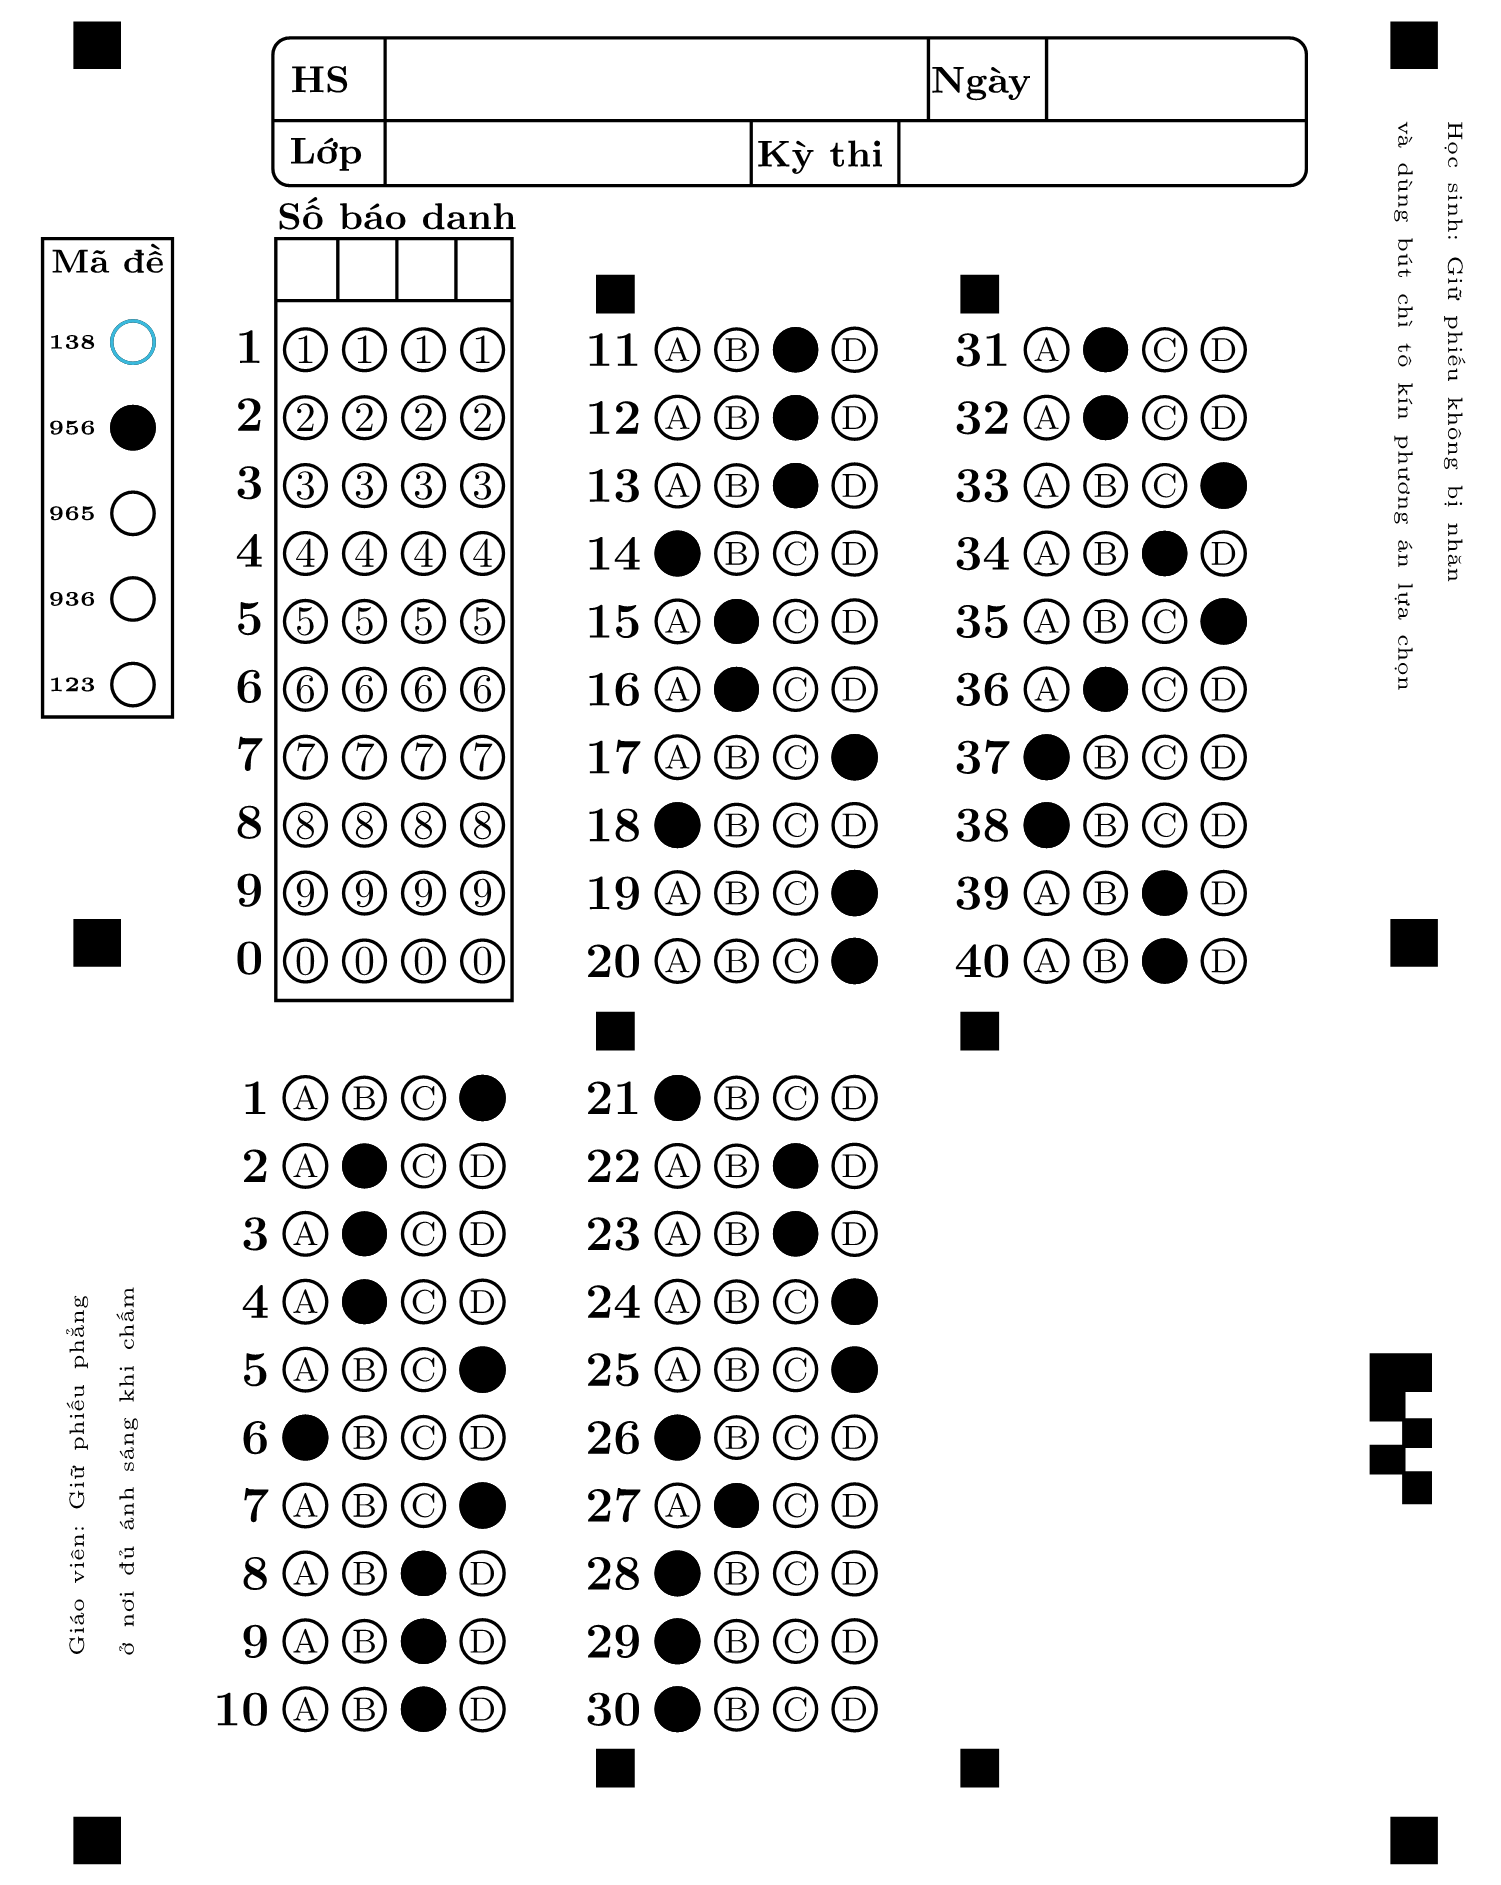 HS Ngày
Lớp Kỳ thi
Số báo danh
Mã đề
138
956
965
936
123
1 1 1 1 1
2 2 2 2 2
3 3 3 3 3
4 4 4 4 4
5 5 5 5 5
6 6 6 6 6
7 7 7 7 7
8 8 8 8 8
9 9 9 9 9
0 0 0 0 0
11 A B D
12 A B D
13 A B D
14 B C D
15 A C D
16 A C D
17 A B C
18 B C D
19 A B C
20 A B C
31 A C D
32 A C D
33 A B C
34 A B D
35 A B C
36 A C D
37 B C D
38 B C D
39 A B D
40 A B D
1 A B C
2 A C D
3 A C D
4 A C D
5 A B C
6 B C D
7 A B C
8 A B D
9 A B D
10 A B D
21 B C D
22 A B D
23 A B D
24 A B C
25 A B C
26 B C D
27 A C D
28 B C D
29 B C D
30 B C D
Học sinh: Giữ phiếu không bị nhăn
và dùng bút chì tô kín phương án lựa chọn
Giáo viên: Giữ phiếu phẳng
ở nơi đủ ánh sáng khi chấm